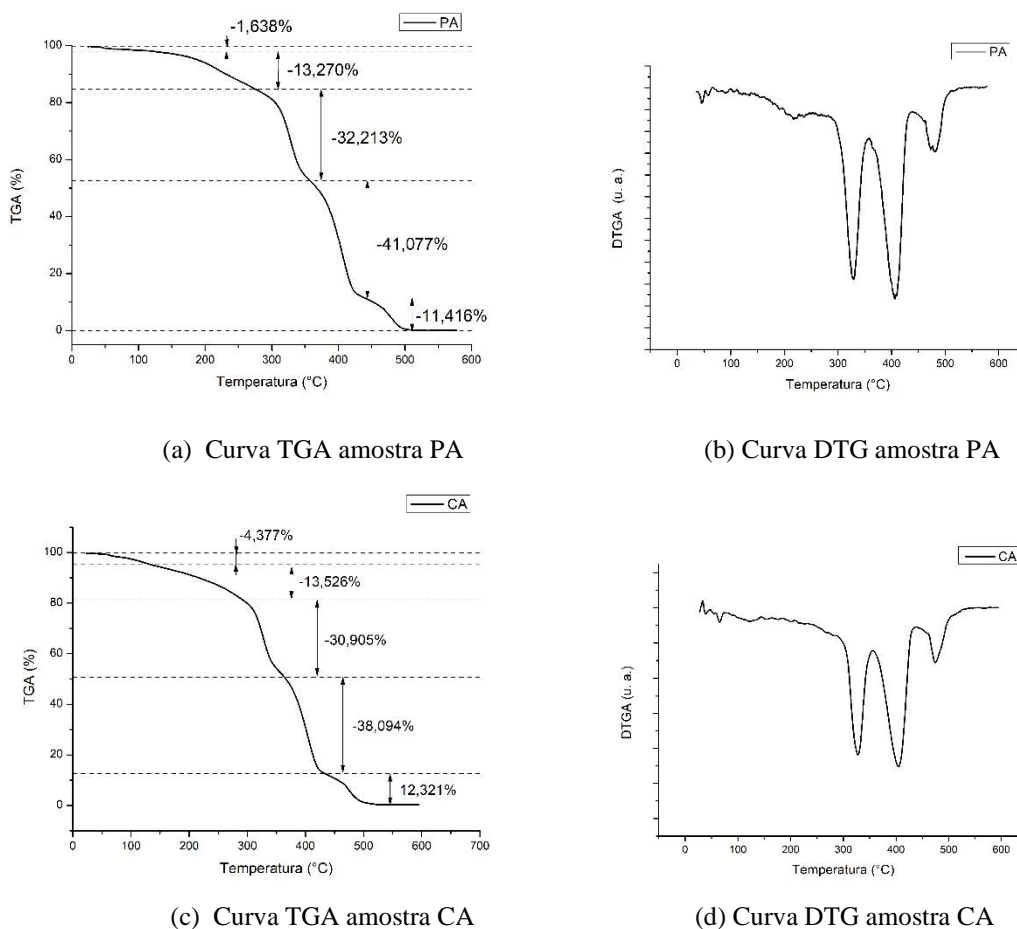 PA
-1,638%
-13,270%
-32,213%
-41,077%
-11,416%
TGA (%)
100
80
60
40
20
0
0 100 200 300 400 500 600
Temperatura (°C)
(a) Curva TGA amostra PA
PA
DTGA (u. a.)
0 100 200 300 400 500 600
Temperatura (°C)
(b) Curva DTG amostra PA
CA
-4,377%
-13,526%
-30,905%
-38,094%
12,321%
TGA (%)
100
80
60
40
20
0
0 100 200 300 400 500 600 700
Temperatura (°C)
(c) Curva TGA amostra CA
CA
DTGA (u. a.)
0 100 200 300 400 500 600
Temperatura (°C)
(d) Curva DTG amostra CA